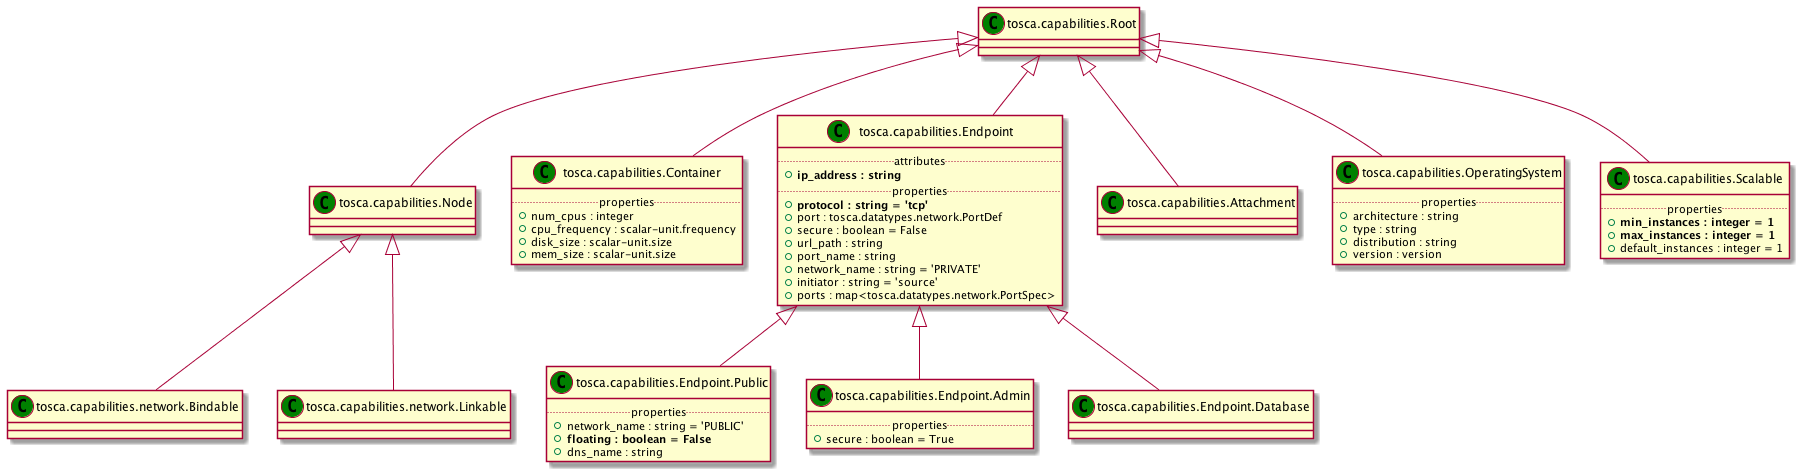 C tosca.capabilities.Root
C tosca.capabilities.Node
C tosca.capabilities.Container
properties
num_cpus : integer
cpu_frequency : scalar-unit.frequency
disk_size : scalar-unit.size
mem_size : scalar-unit.size
C tosca.capabilities.Endpoint
attributes
ip_address : string
properties
protocol : string = 'tcp'
port : tosca.datatypes.network.PortDef
secure : boolean = False
url_path : string
port_name : string
network_name : string = 'PRIVATE'
initiator : string = 'source'
ports : map<tosca.datatypes.network.PortSpec>
C tosca.capabilities.Attachment
C tosca.capabilities.OperatingSystem
properties
architecture : string
type : string
distribution : string
version : version
C tosca.capabilities.Scalable
properties
min_instances : integer = 1
max_instances : integer = 1
default_instances : integer = 1
C tosca.capabilities.network.Bindable
C tosca.capabilities.network.Linkable
C tosca.capabilities.Endpoint.Public
properties
network_name : string = 'PUBLIC'
floating : boolean = False
dns_name : string
C tosca.capabilities.Endpoint.Admin
properties
secure : boolean = True
C tosca.capabilities.Endpoint.Database